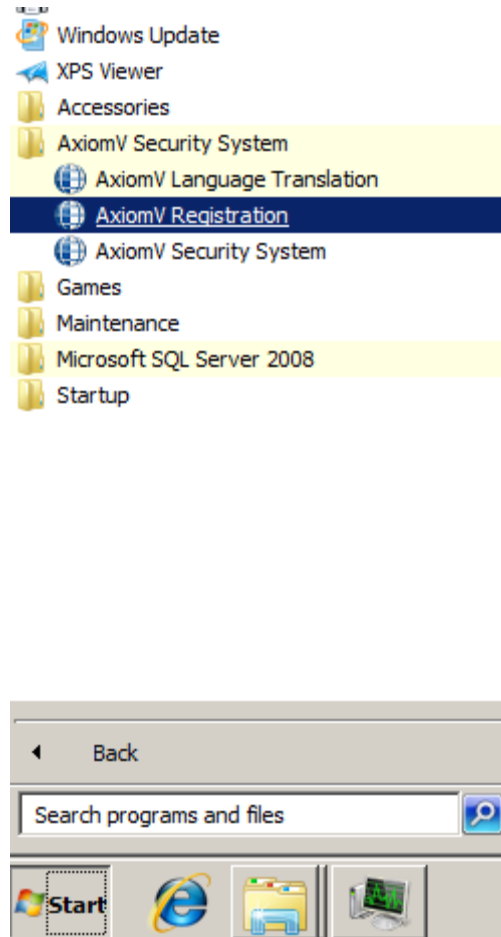 Windows Update
XPS Viewer
Accessories
AxiomV Security System
AxiomV Language Translation
AxiomV Registration
AxiomV Security System
Games
Maintenance
Microsoft SQL Server 2008
Startup
Back
Search programs and files
Start